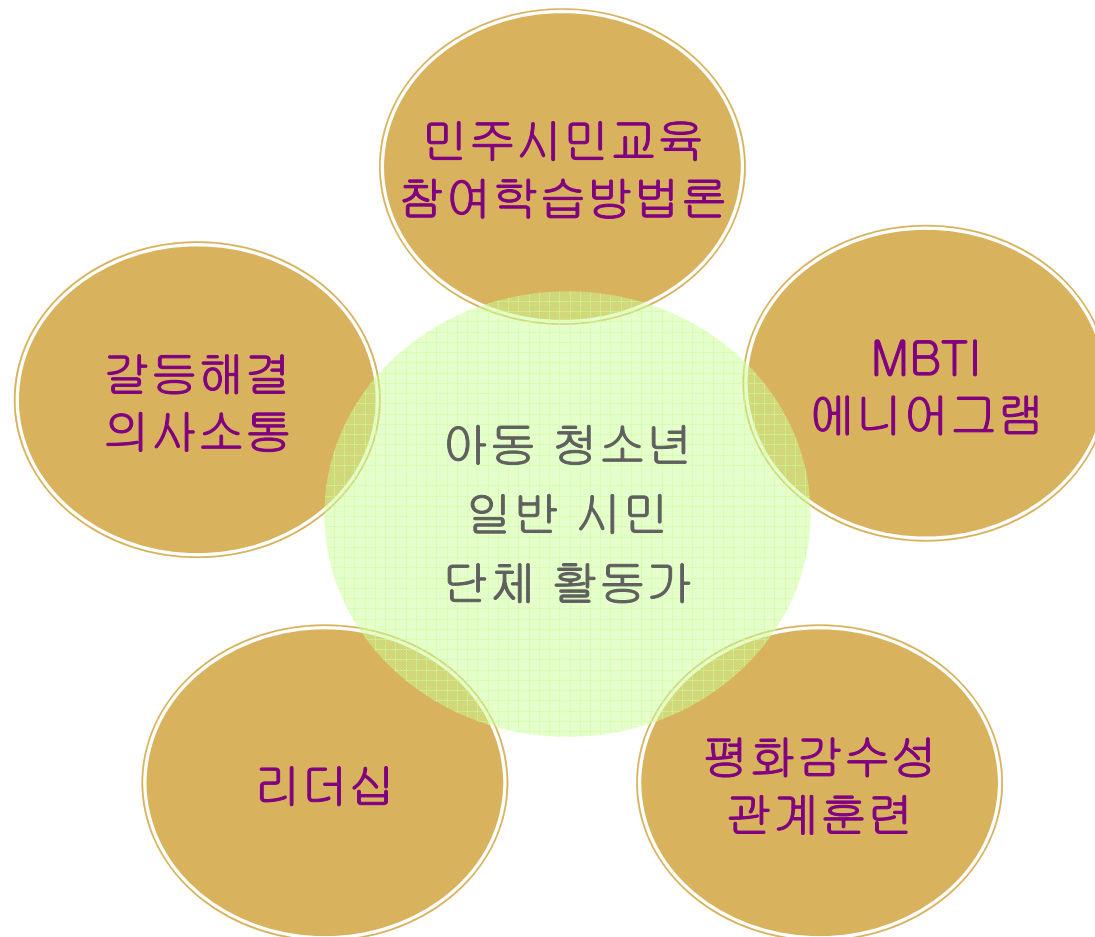 민주시민교육
참여학습방법론
갈등해결
의사소통
MBTI
에니어그램
아동 청소년
일반 시민
단체 활동가
리더십
평화감수성
관계훈련